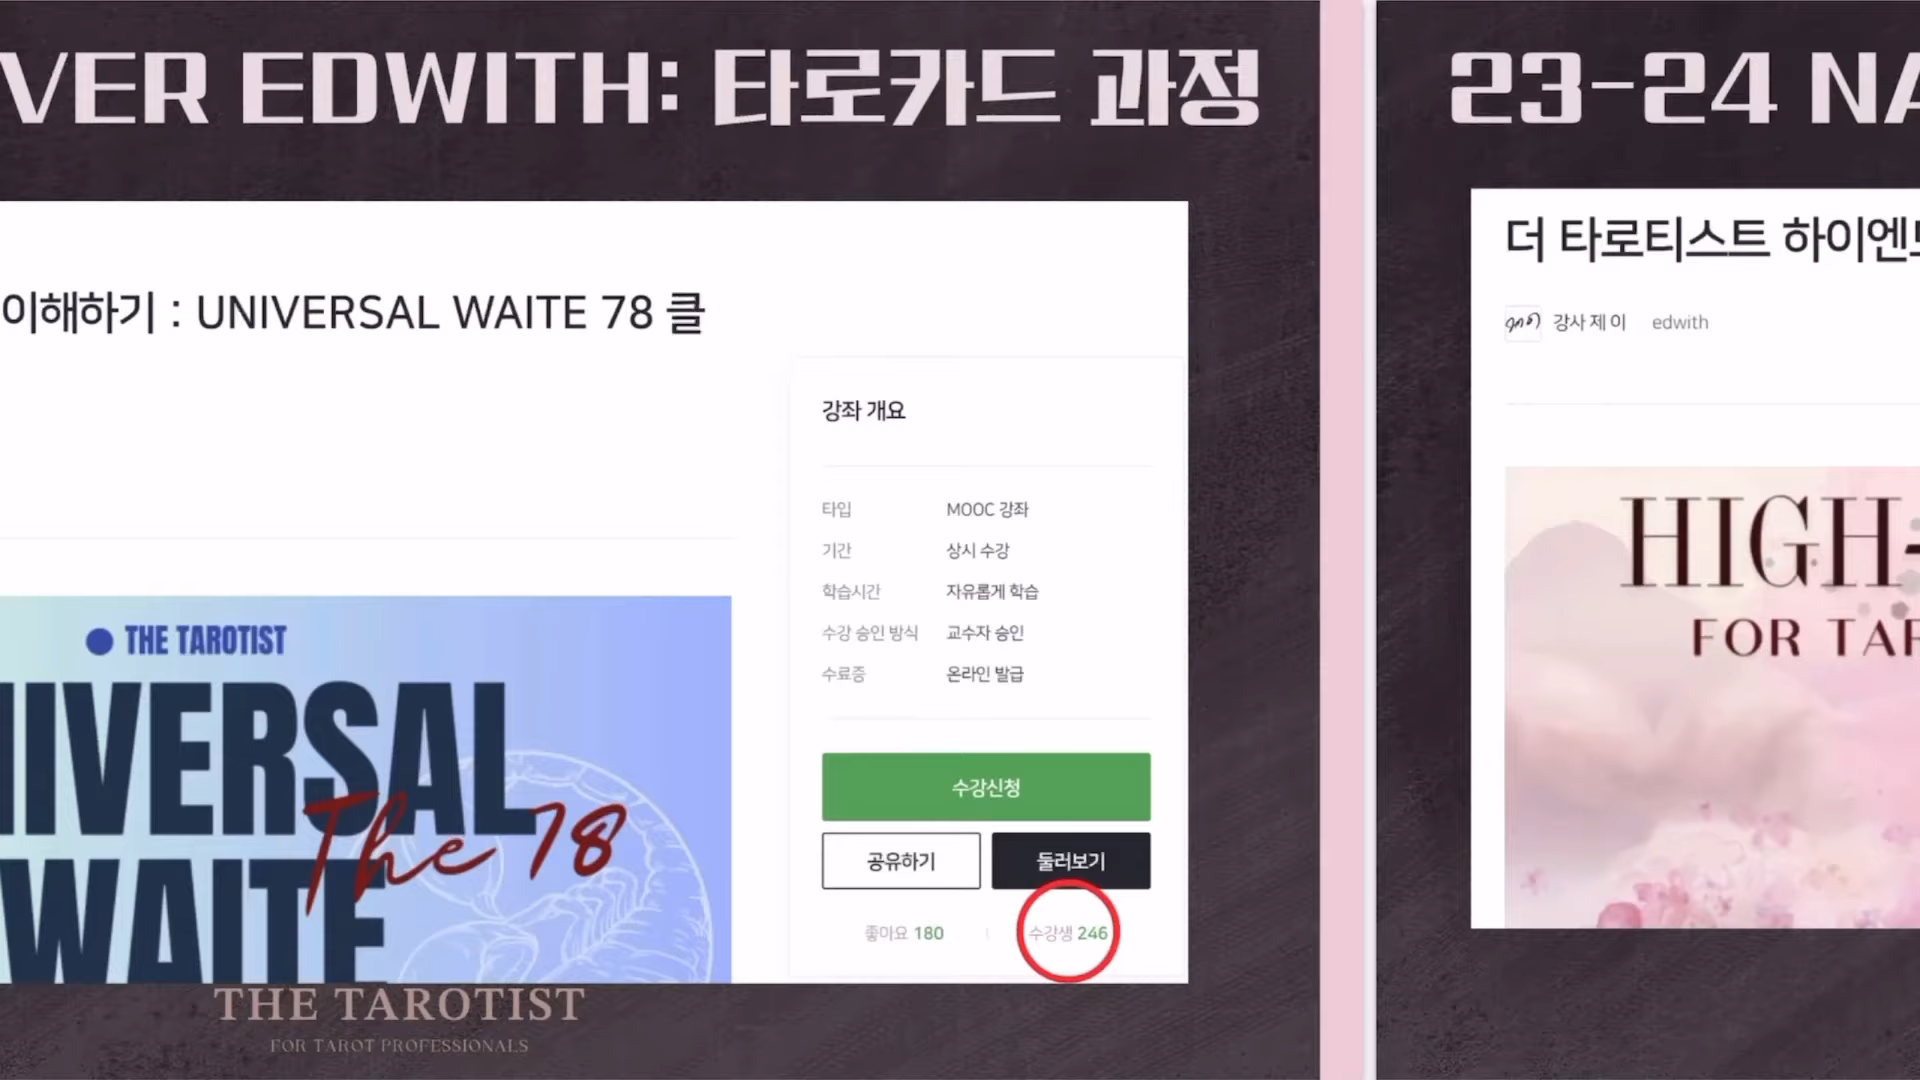 VER EDWITH: 타로카드 과정
이해하기 : UNIVERSAL WAITE 78 클
강좌 개요
타입 MOOC 강좌
기간 상시 수강
학습시간 자유롭게 학습
수강 승인 방식 교수자 승인
수료증 온라인 발급
수강신청
공유하기 둘러보기
좋아요 180 수강생 246
THE TAROTIST
NIVERSAL
The 78
WAITE
THE TAROTIST
FOR TAROT PROFESSIONALS
23-24 NA
더 타로티스트 하이엔드
강사 제이 edwith
HIGH-
FOR TAR